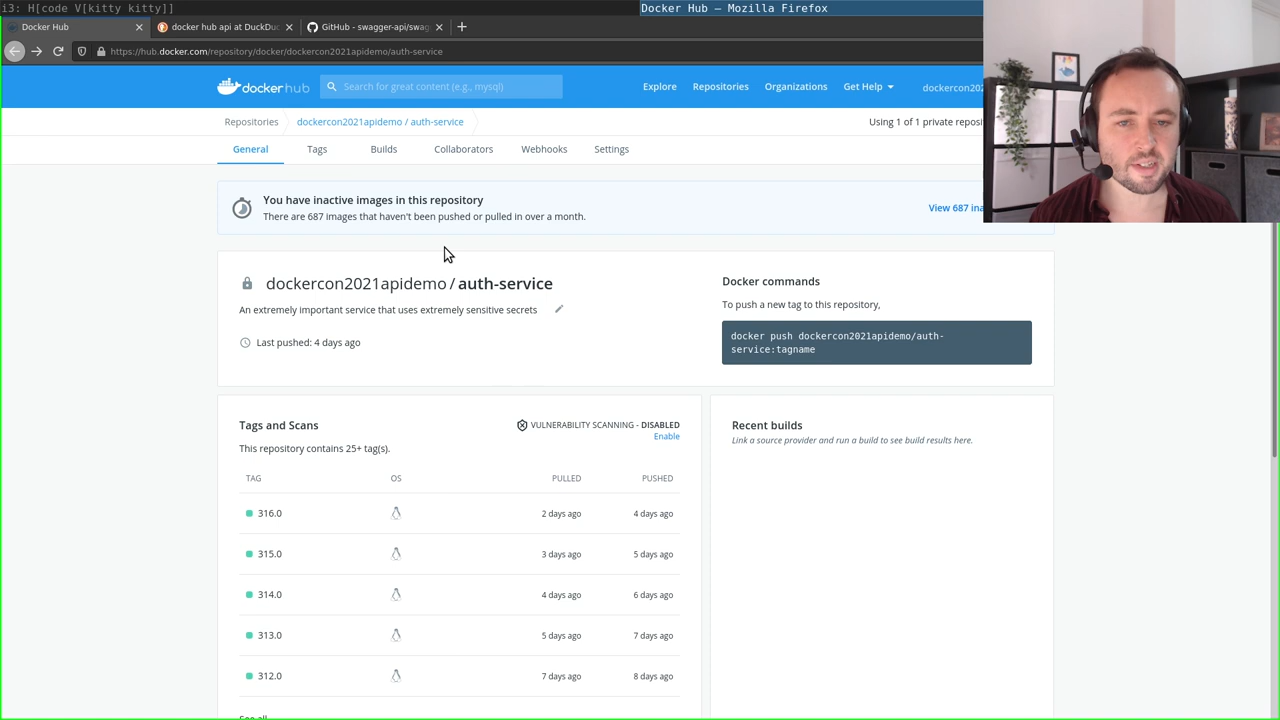 i3: H[code V[kitty kitty]]
Docker Hub — Mozilla Firefox
Docker Hub
docker hub api at DuckDuc
GitHub - swagger-api/swag
https://hub.docker.com/repository/docker/dockercon2021apidemo/auth-service
dockerhub
Search for great content (e.g., mysql)
Explore
Repositories
Organizations
Get Help
dockercon202
Repositories
dockercon2021apidemo / auth-service
Using 1 of 1 private reposi
General
Tags
Builds
Collaborators
Webhooks
Settings
You have inactive images in this repository
There are 687 images that haven't been pushed or pulled in over a month.
View 687 ina
dockercon2021apidemo / auth-service
An extremely important service that uses extremely sensitive secrets
Last pushed: 4 days ago
Docker commands
To push a new tag to this repository,
docker push dockercon2021apidemo/auth-
service:tagname
Tags and Scans
VULNERABILITY SCANNING - DISABLED
Enable
This repository contains 25+ tag(s).
TAG OS PULLED PUSHED
316.0 2 days ago 4 days ago
315.0 3 days ago 5 days ago
314.0 4 days ago 6 days ago
313.0 5 days ago 7 days ago
312.0 7 days ago 8 days ago
See all
Recent builds
Link a source provider and run a build to see build results here.